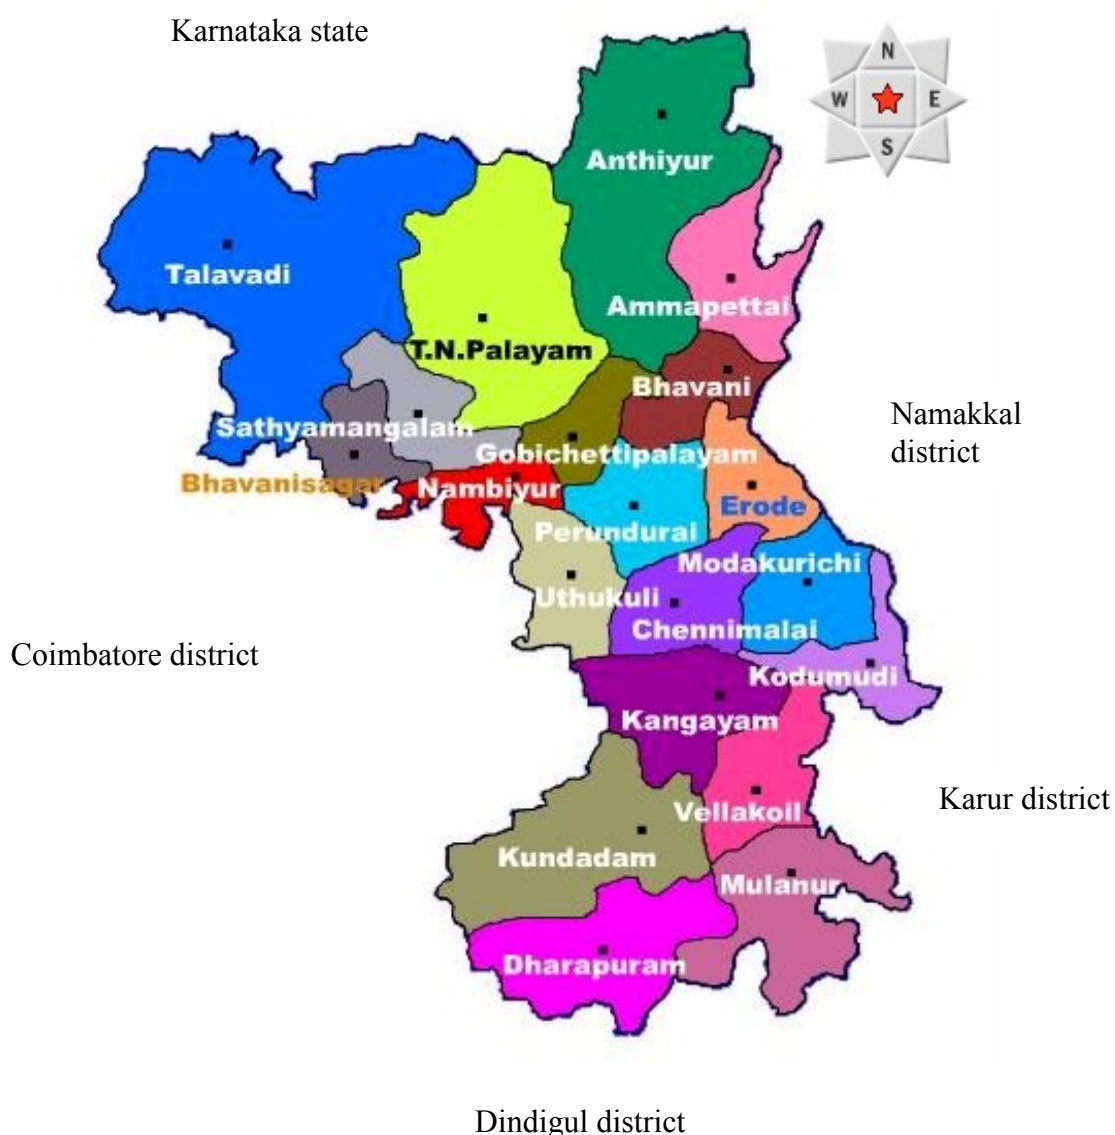 Karnataka state
N
W
E
S
Anthiyur
Talavadi
Ammapettai
T.N.Palayam
Bhavani
Sathyamangalam
Namakkal
district
Gobichettipalayam
Bhavanisagar
Nambiyur
Erode
Perundurai
Modakurichi
Uthukuli
Chennimalai
Coimbatore district
Kodumudi
Kangayam
Karur district
Vellakoil
Kundadam
Mulanur
Dharapuram
Dindigul district